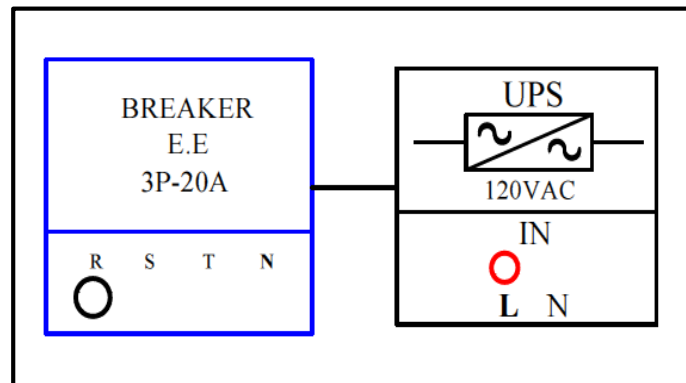 BREAKER
E.E
3P-20A
R S T N
UPS
120VAC
IN
L N